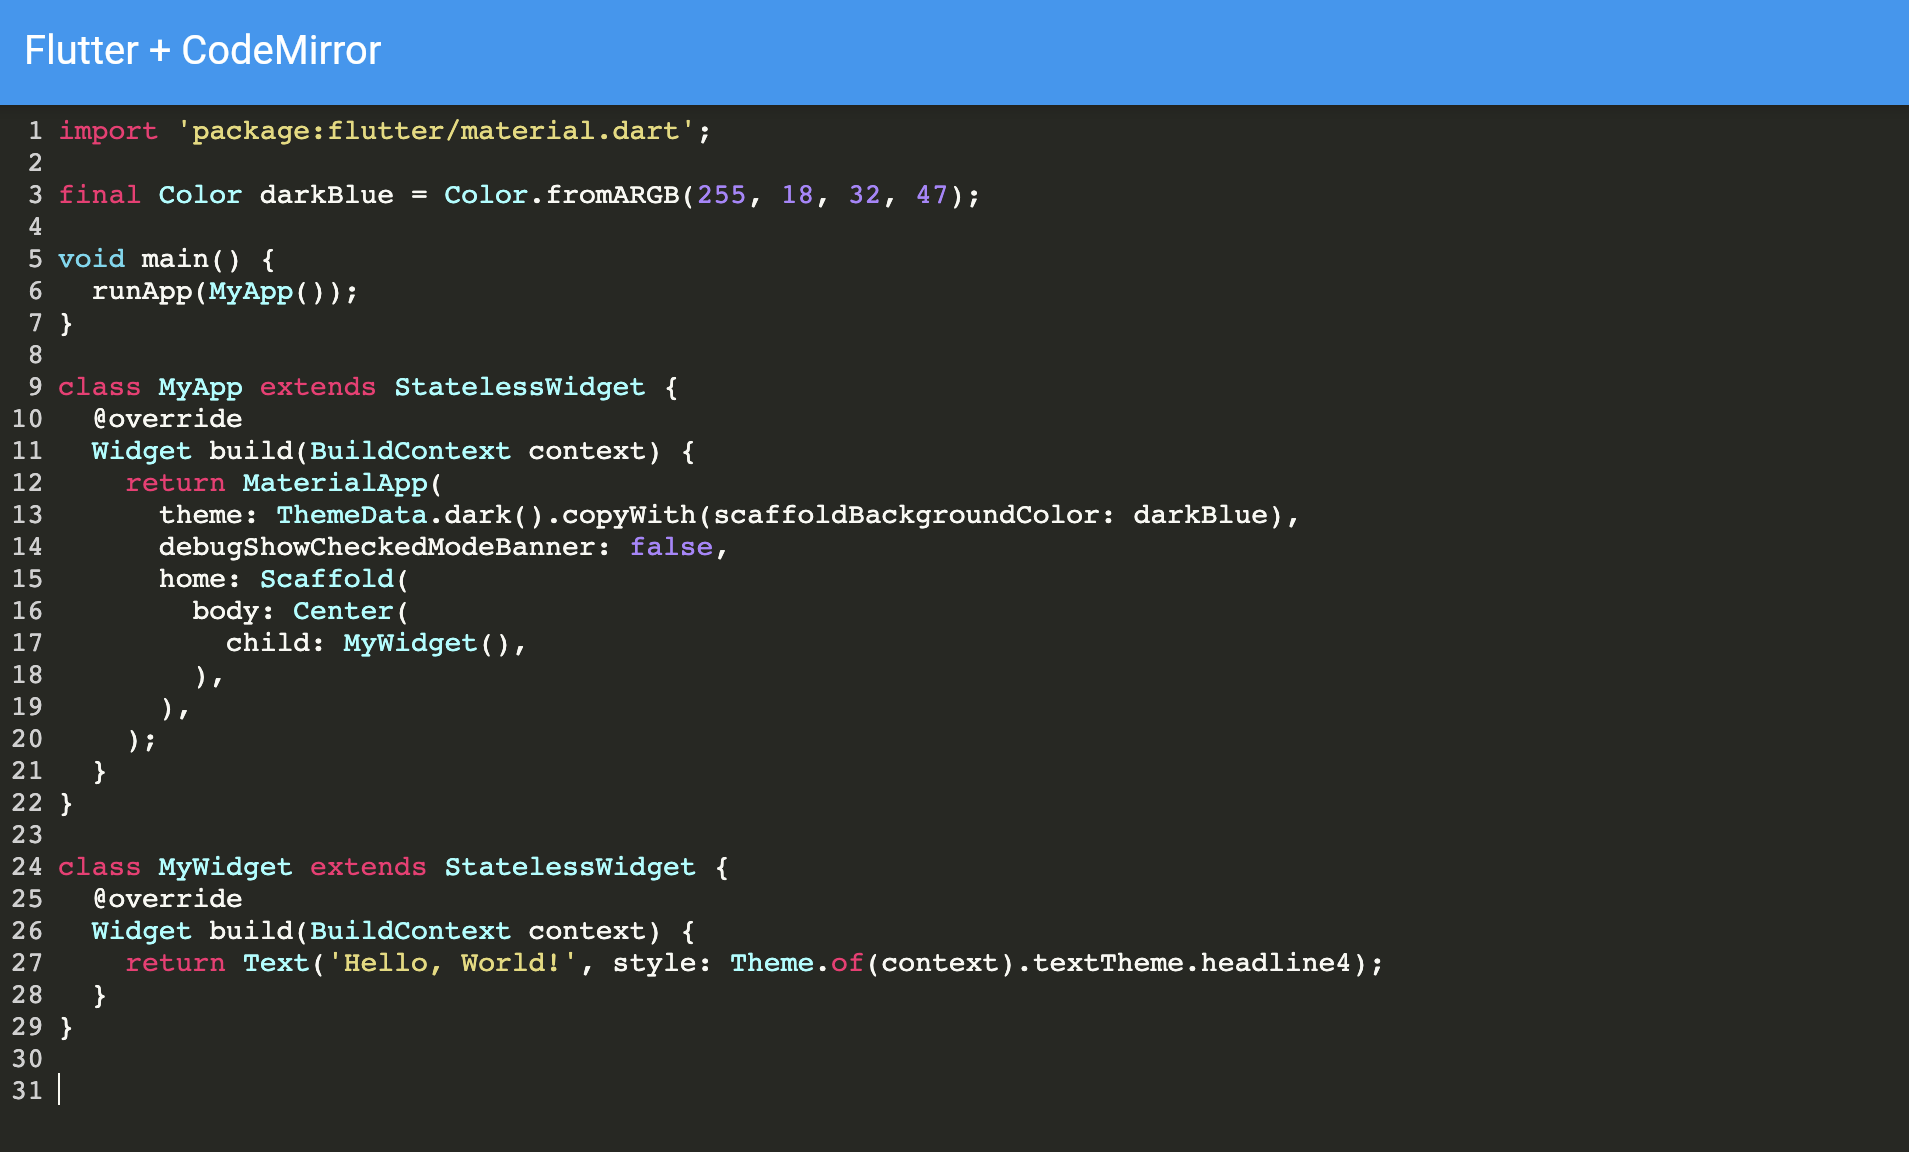 Flutter + CodeMirror
1 import 'package:flutter/material.dart';
2
3 final Color darkBlue = Color.fromARGB(255, 18, 32, 47);
4
5 void main() {
6   runApp(MyApp());
7 }
8
9 class MyApp extends StatelessWidget {
10   @override
11   Widget build(BuildContext context) {
12     return MaterialApp(
13       theme: ThemeData.dark().copyWith(scaffoldBackgroundColor: darkBlue),
14       debugShowCheckedModeBanner: false,
15       home: Scaffold(
16         body: Center(
17           child: MyWidget(),
18         ),
19       ),
20     );
21   }
22 }
23
24 class MyWidget extends StatelessWidget {
25   @override
26   Widget build(BuildContext context) {
27     return Text('Hello, World!', style: Theme.of(context).textTheme.headline4);
28   }
29 }
30
31